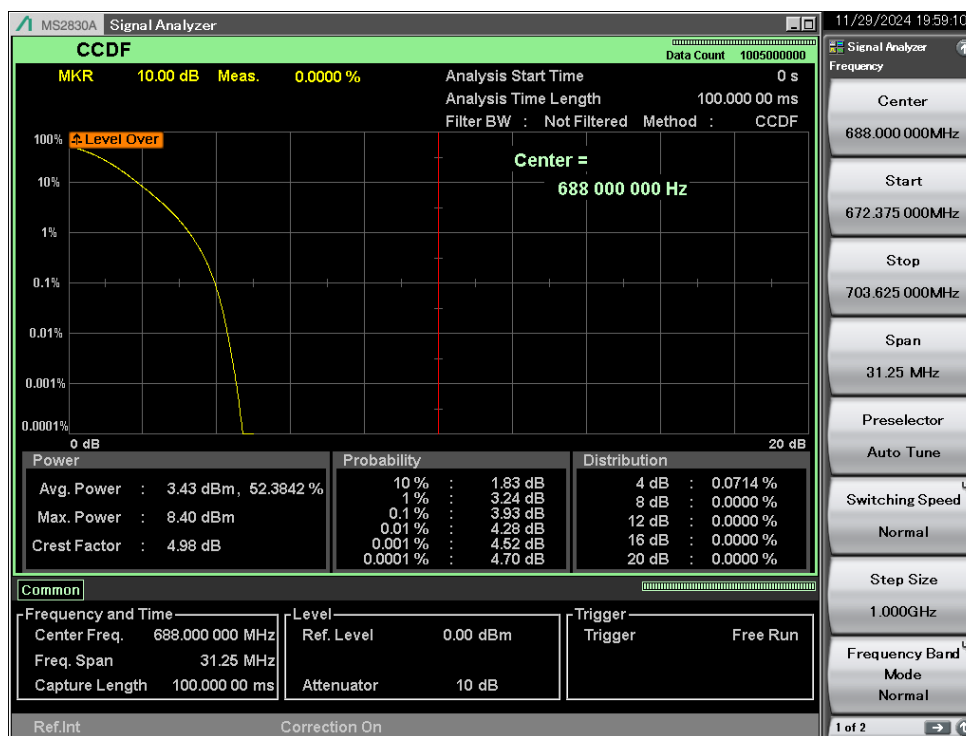 MS2830A Signal Analyzer
11/29/2024 19:59:10
CCDF
Data Count 1005000000
MKR 10.00 dB Meas. 0.0000 %
Analysis Start Time 0 s
Analysis Time Length 100.000 00 ms
Filter BW : Not Filtered Method : CCDF
100%
Level Over
10%
1%
0.1%
0.01%
0.001%
0.0001%
0 dB
20 dB
Center =
688 000 000 Hz
Power
Avg. Power : 3.43 dBm, 52.3842 %
Max. Power : 8.40 dBm
Crest Factor : 4.98 dB
Probability
10 % : 1.83 dB
1 % : 3.24 dB
0.1 % : 3.93 dB
0.01 % : 4.28 dB
0.001 % : 4.52 dB
0.0001 % : 4.70 dB
Distribution
4 dB : 0.0714 %
8 dB : 0.0000 %
12 dB : 0.0000 %
16 dB : 0.0000 %
20 dB : 0.0000 %
Common
Frequency and Time
Center Freq. 688.000 000 MHz
Freq. Span 31.25 MHz
Capture Length 100.000 00 ms
Level
Ref. Level 0.00 dBm
Attenuator 10 dB
Trigger
Trigger Free Run
Ref.Int Correction On
Signal Analyzer
Frequency
Center
688.000 000MHz
Start
672.375 000MHz
Stop
703.625 000MHz
Span
31.25 MHz
Preselector
Auto Tune
Switching Speed
Normal
Step Size
1.000GHz
Frequency Band
Mode
Normal
1 of 2